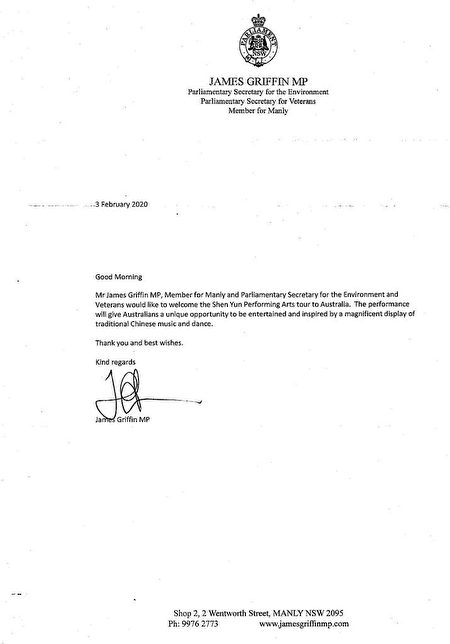 PARLIAMENT
NSW
JAMES GRIFFIN MP
Parliamentary Secretary for the Environment
Parliamentary Secretary for Veterans
Member for Manly
3 February 2020
Good Morning
Mr James Griffin MP, Member for Manly and Parliamentary Secretary for the Environment and
Veterans would like to welcome the Shen Yun Performing Arts tour to Australia. The performance
will give Australians a unique opportunity to be entertained and inspired by a magnificent display of
traditional Chinese music and dance.
Thank you and best wishes.
Kind regards
James Griffin MP
Shop 2, 2 Wentworth Street, MANLY NSW 2095
Ph: 9976 2773 www.jamesgriffinmp.com